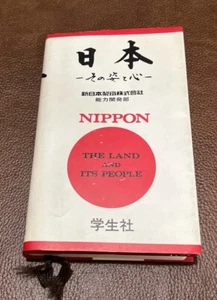 日本
－その姿と心－
新日本製鐵株式会社
能力開発部
NIPPON
THE LAND
AND
ITS PEOPLE
学生社